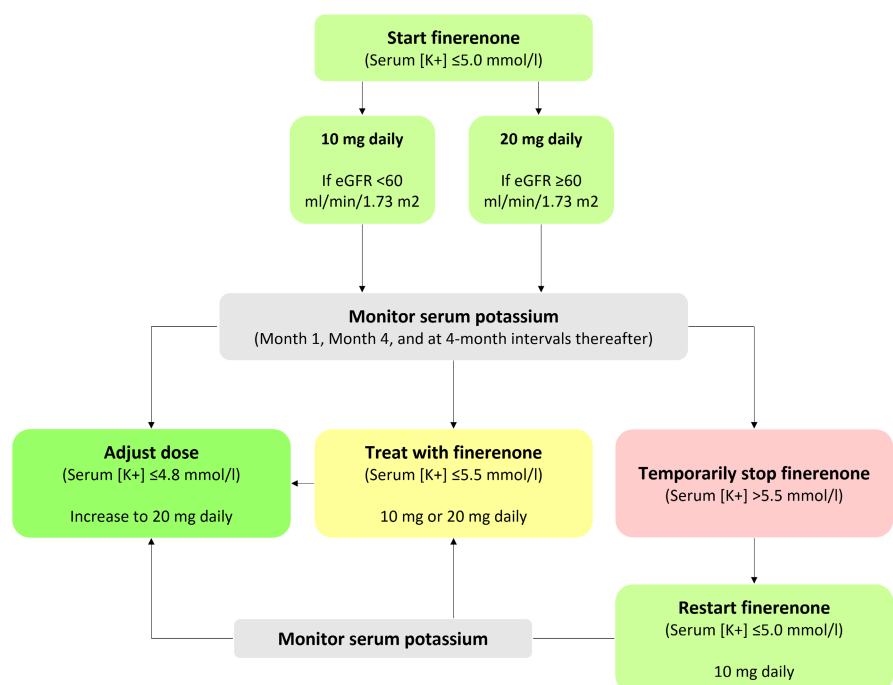 Start finerenone
(Serum [K+] ≤5.0 mmol/l)
10 mg daily
If eGFR <60
ml/min/1.73 m2
20 mg daily
If eGFR ≥60
ml/min/1.73 m2
Monitor serum potassium
(Month 1, Month 4, and at 4-month intervals thereafter)
Adjust dose
(Serum [K+] ≤4.8 mmol/l)
Increase to 20 mg daily
Treat with finerenone
(Serum [K+] ≤5.5 mmol/l)
10 mg or 20 mg daily
Temporarily stop finerenone
(Serum [K+] >5.5 mmol/l)
Restart finerenone
(Serum [K+] ≤5.0 mmol/l)
10 mg daily
Monitor serum potassium